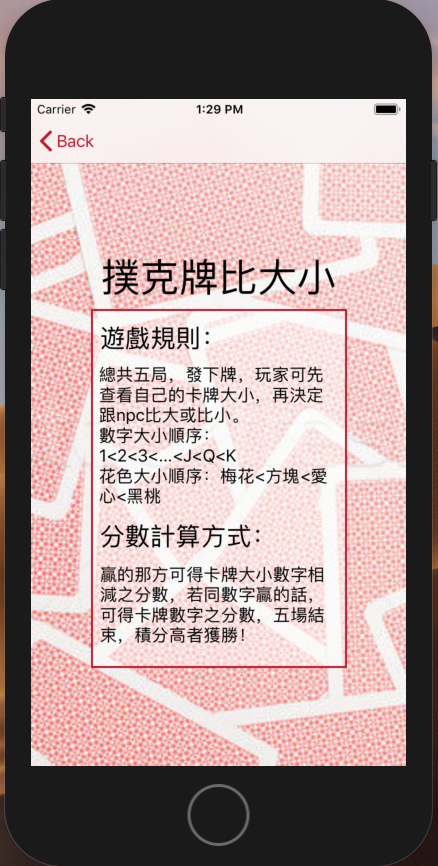 Carrier 1:29 PM
Back
撲克牌比大小
遊戲規則：
總共五局，發下牌，玩家可先
查看自己的卡牌大小，再決定
跟npc比大或比小。
數字大小順序：
1<2<3<...<J<Q<K
花色大小順序：梅花<方塊<愛
心<黑桃
分數計算方式：
贏的那方可得卡牌大小數字相
減之分數，若同數字贏的話，
可得卡牌數字之分數，五場結
束，積分高者獲勝！